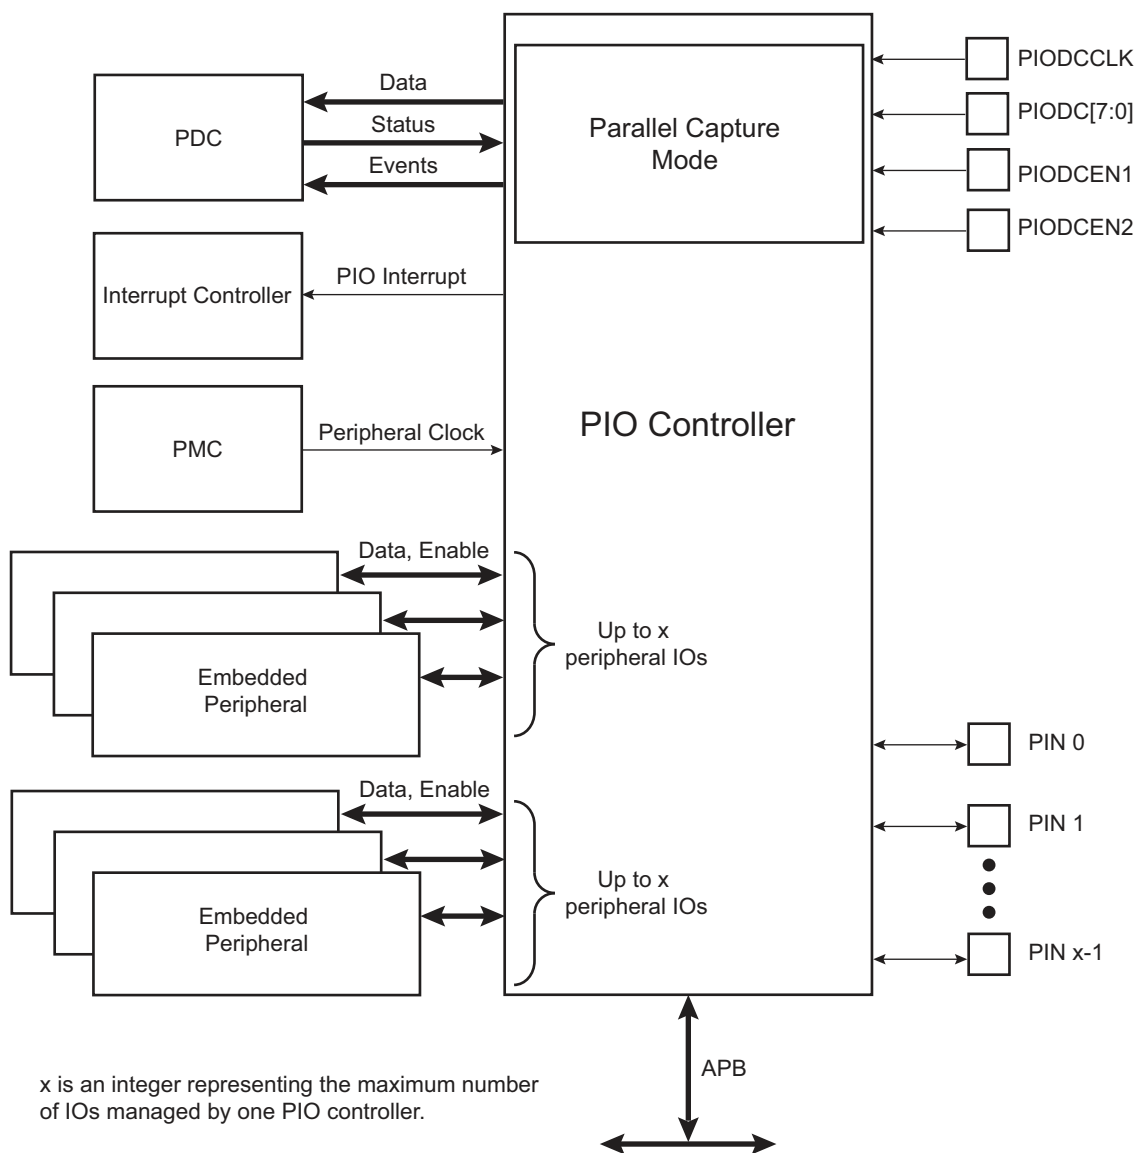 PIODCCLK
Data
Parallel Capture
Mode
PIODC[7:0]
PDC
Status
Events
PIODCEN1
PIODCEN2
PIO Interrupt
Interrupt Controller
PIO Controller
Peripheral Clock
PMC
Data, Enable
Up to x
peripheral IOs
Embedded
Peripheral
PIN 0
Data, Enable
PIN 1
Up to x
peripheral IOs
Embedded
Peripheral
PIN x-1
APB
x is an integer representing the maximum number
of IOs managed by one PIO controller.